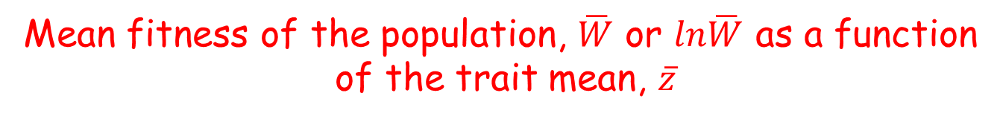 Mean fitness of the population, W̅ or lnW̅ as a function
of the trait mean, z̅